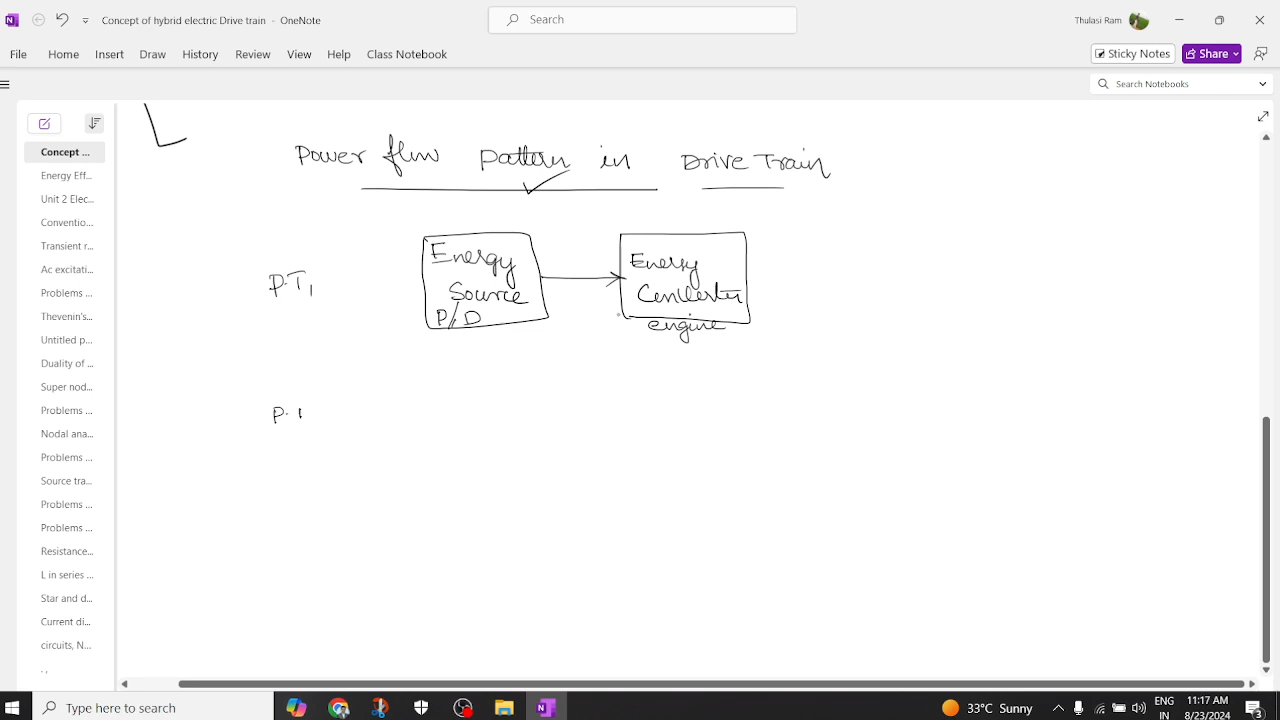 Concept of hybrid electric Drive train - OneNote
Search
Thulasi Ram
File Home Insert Draw History Review View Help Class Notebook
Sticky Notes
Share
Search Notebooks
Concept ...
Energy Eff...
Unit 2 Elec...
Conventio...
Transient r...
Ac excitati...
Problems ...
Thevenin's...
Untitled p...
Duality of ...
Super nod...
Problems ...
Nodal ana...
Problems ...
Source tra...
Problems ...
Problems ...
Resistance...
L in series ...
Star and d...
Current di...
circuits, N...
Power flow pattern in Drive Train
P.T1
Energy
Source
P/D
Energy
Converter
engine
P.
Type here to search
33°C Sunny
ENG
IN
11:17 AM
8/23/2024
3